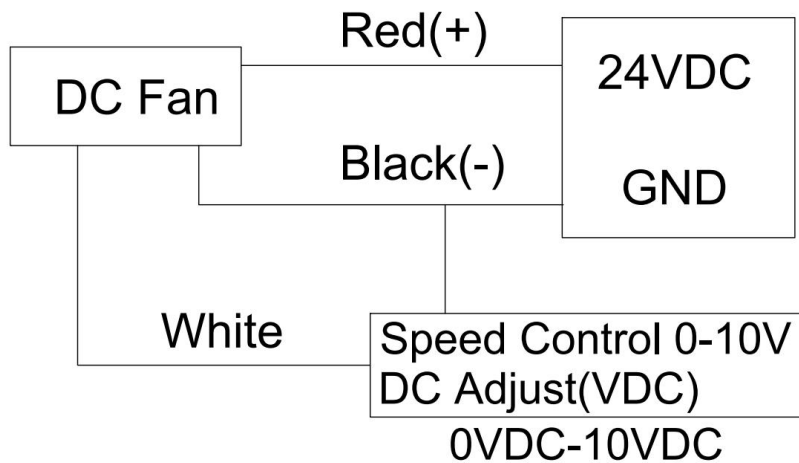 Red(+)
24VDC
DC Fan
Black(-)
GND
White
Speed Control 0-10V
DC Adjust(VDC)
0VDC-10VDC